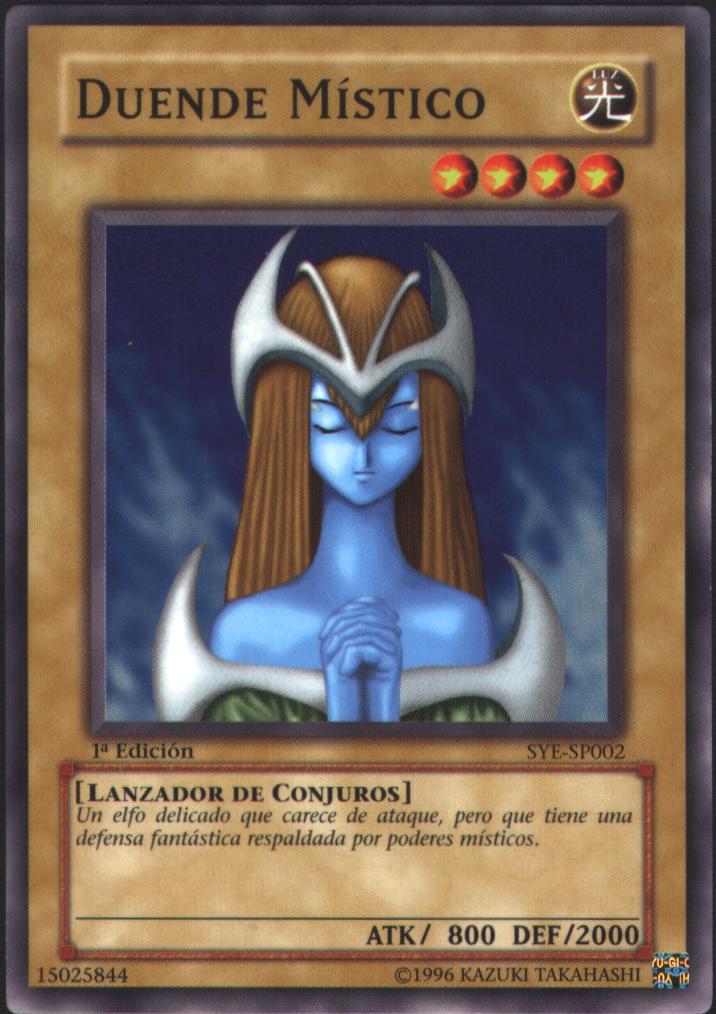 Duende Místico
LUZ
光
1ª Edición
SYE-SP002
[Lanzador de Conjuros]
Un elfo delicado que carece de ataque, pero que tiene una
defensa fantástica respaldada por poderes místicos.
ATK/ 800 DEF/2000
15025844
©1996 KAZUKI TAKAHASHI